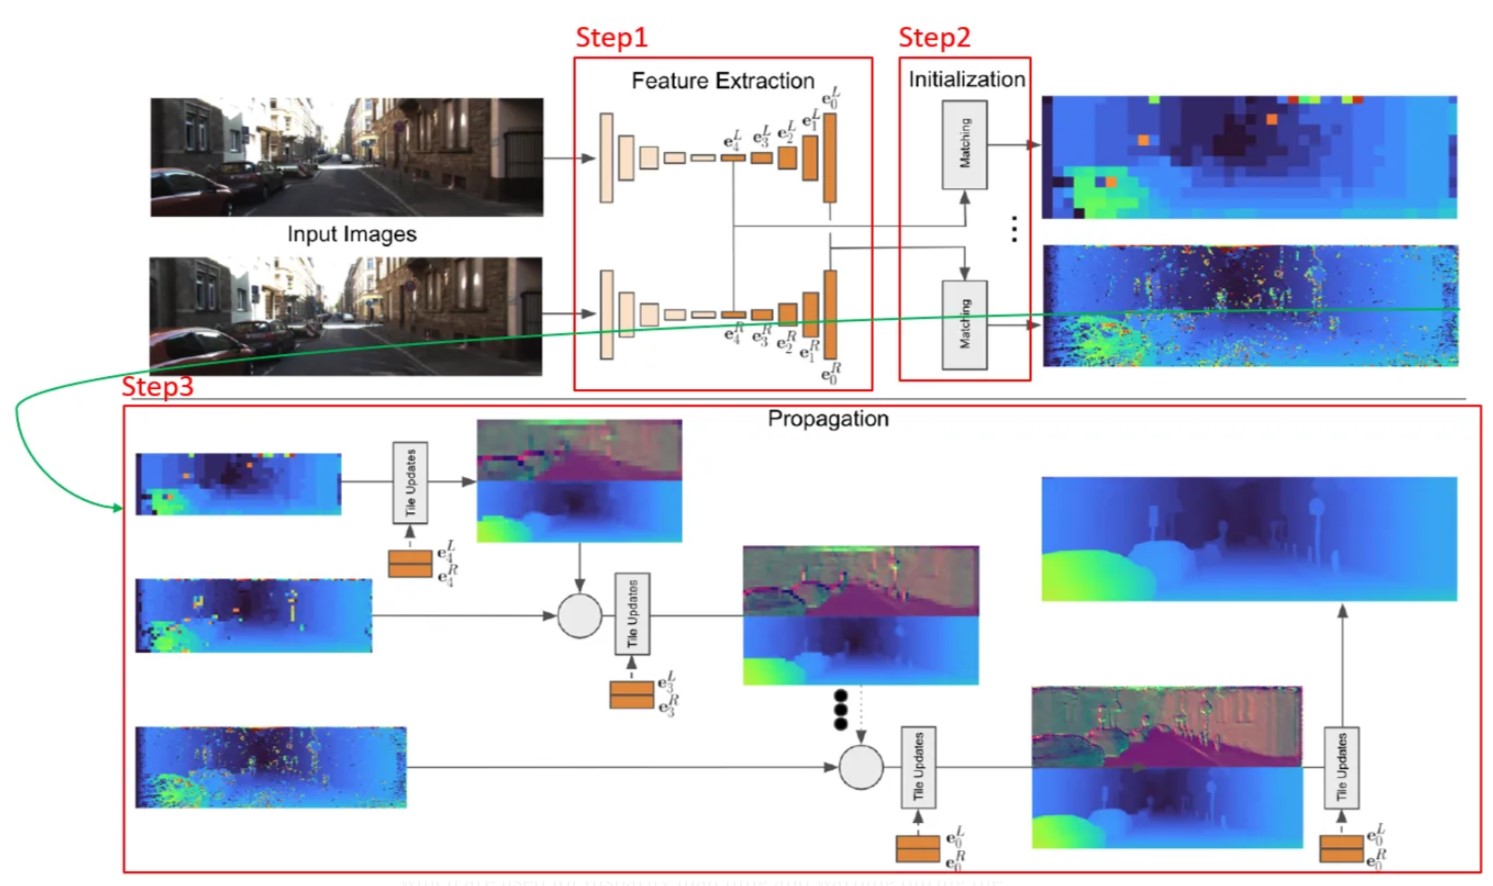 Step1
Step2
Feature Extraction
Initialization
e_0^L
e_1^L
e_2^L
e_3^L
e_4^L
Matching
Input Images
...
e_4^R
e_3^R
e_2^R
e_1^R
e_0^R
Matching
Step3
Propagation
Tile Updates
e_4^L
e_4^R
Tile Updates
e_3^L
e_3^R
Tile Updates
e_0^L
e_0^R
Tile Updates
e_0^L
e_0^R